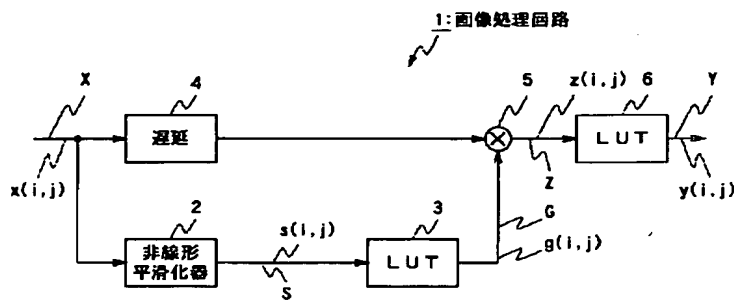 1:画像処理回路
X
4
遅延
x(i,j)
5
z(i,j)
6
Y
LUT
Z
y(i,j)
2
非線形
平滑化器
s(i,j)
S
3
LUT
G
g(i,j)